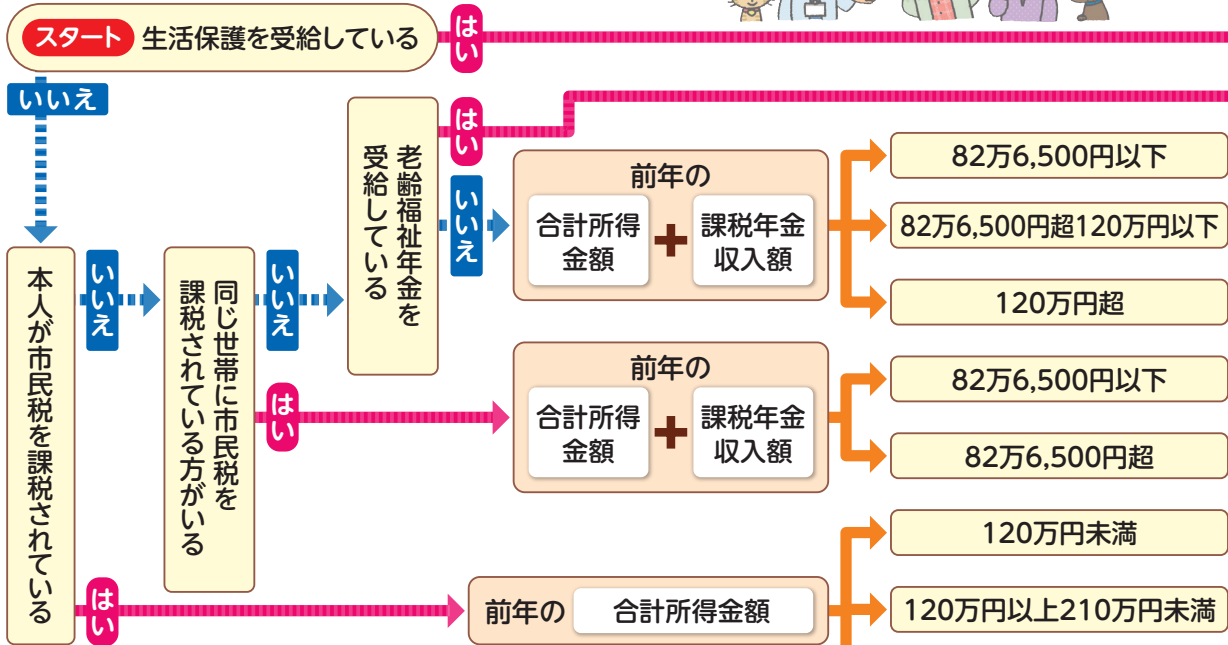 スタート 生活保護を受給している
はい
いいえ
本人が市民税を課税されている
いいえ
はい
同じ世帯に市民税を
課税されている方がいる
いいえ
はい
老齢福祉年金を
受給している
はい
いいえ
前年の
合計所得
金額
+
課税年金
収入額
82万6,500円以下
82万6,500円超120万円以下
120万円超
前年の
合計所得
金額
+
課税年金
収入額
82万6,500円以下
82万6,500円超
前年の 合計所得金額
120万円未満
120万円以上210万円未満